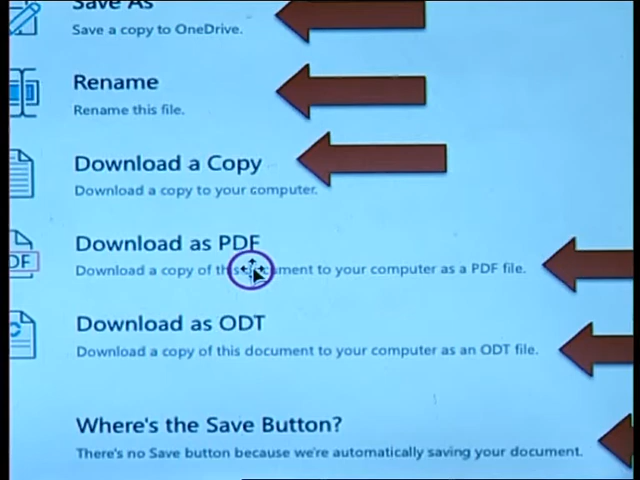 Save As
Save a copy to OneDrive.
Rename
Rename this file.
Download a Copy
Download a copy to your computer.
Download as PDF
DF
Download a copy of this document to your computer as a PDF file.
Download as ODT
Download a copy of this document to your computer as an ODT file.
Where's the Save Button?
There's no Save button because we're automatically saving your document.